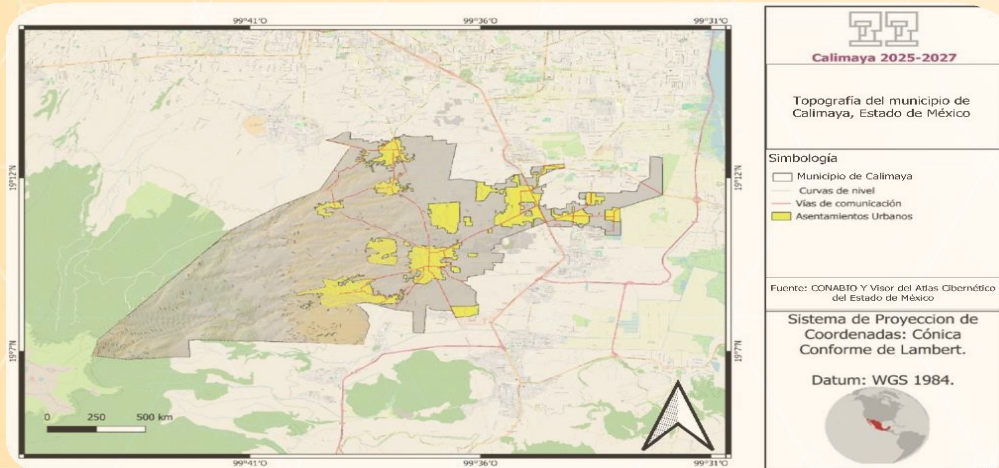 99°41'O 99°36'O 99°31'O
19°12'N 19°12'N
19°7'N 19°7'N
0 250 500 km
99°41'O 99°36'O 99°31'O
Calimaya 2025-2027
Topografía del municipio de
Calimaya, Estado de México
Simbología
Municipio de Calimaya
Curvas de nivel
Vías de comunicación
Asentamientos Urbanos
Fuente: CONABIO Y Visor del Atlas Cibernético
del Estado de México
Sistema de Proyeccion de
Coordenadas: Cónica
Conforme de Lambert.
Datum: WGS 1984.